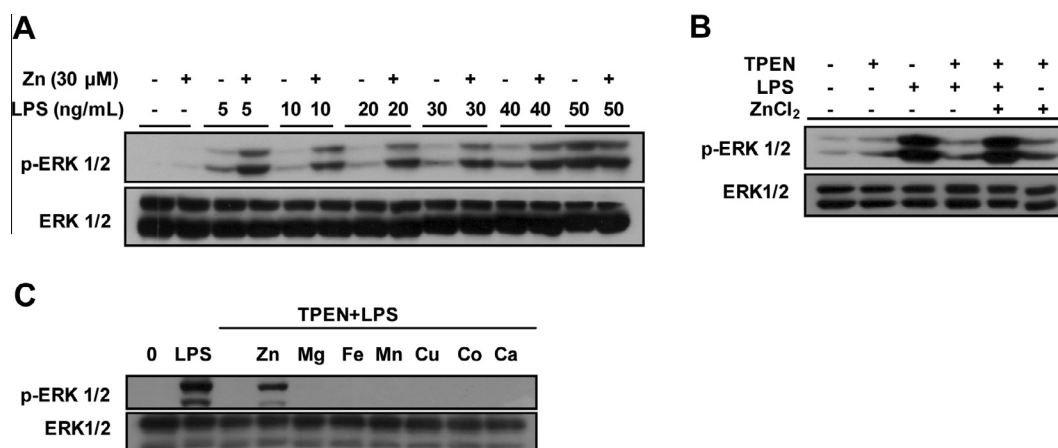 A
Zn (30 µM) - + - + - + - + - + - + - +
LPS (ng/mL) - - 5 5 10 10 20 20 30 30 40 40 50 50
p-ERK 1/2
ERK 1/2
B
TPEN - + - + + +
LPS - - + + + -
ZnCl2 - - - - + +
p-ERK 1/2
ERK1/2
C
TPEN+LPS
0 LPS Zn Mg Fe Mn Cu Co Ca
p-ERK 1/2
ERK1/2